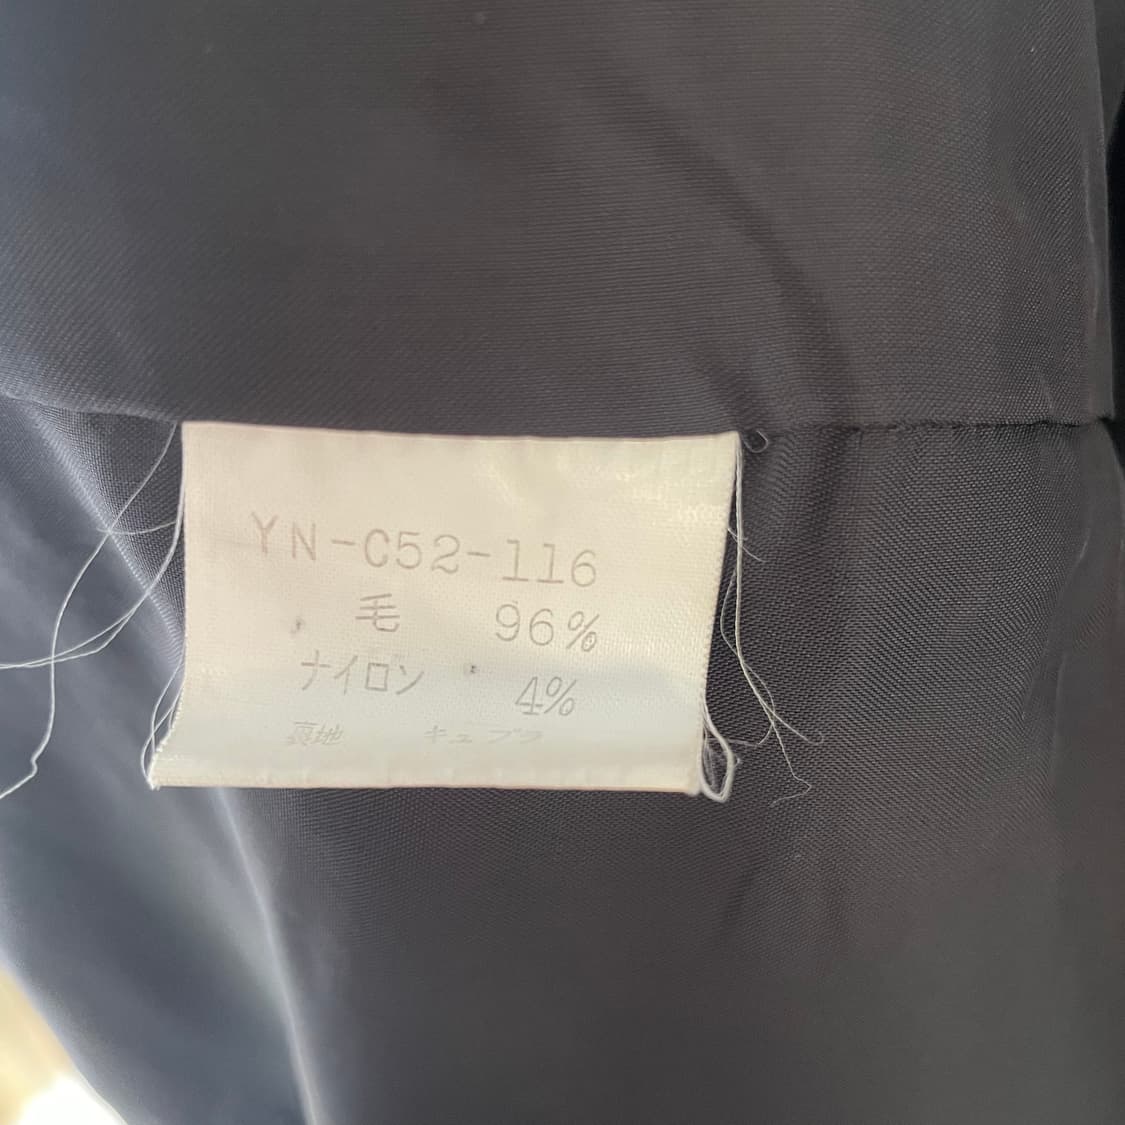 YN-C52-116
毛 96%
ナイロン 4%
裏地 キュプラ